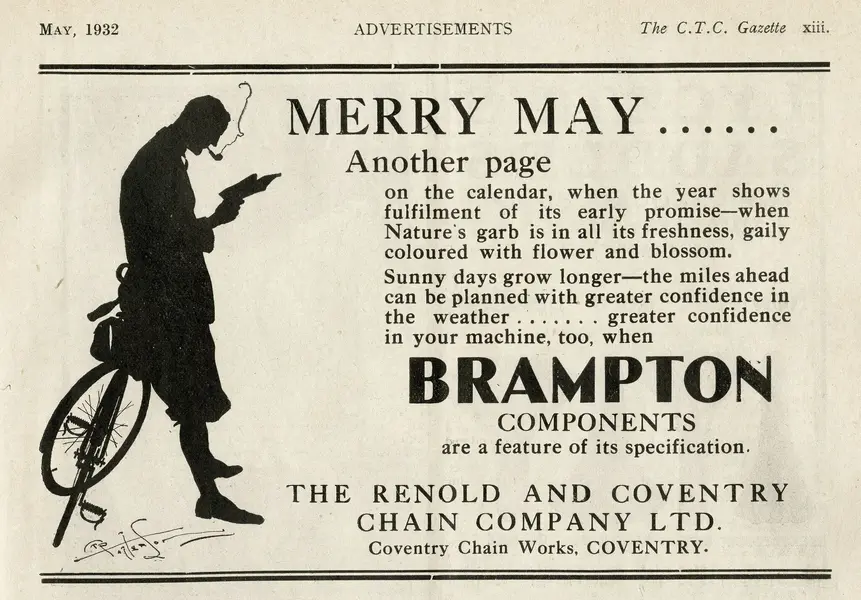 MAY, 1932 ADVERTISEMENTS The C.T.C. Gazette xiii.
MERRY MAY......
Another page
on the calendar, when the year shows
fulfilment of its early promise—when
Nature's garb is in all its freshness, gaily
coloured with flower and blossom.
Sunny days grow longer—the miles ahead
can be planned with greater confidence in
the weather ....... greater confidence
in your machine, too, when
BRAMPTON
COMPONENTS
are a feature of its specification.
THE RENOLD AND COVENTRY
CHAIN COMPANY LTD.
Coventry Chain Works, COVENTRY.